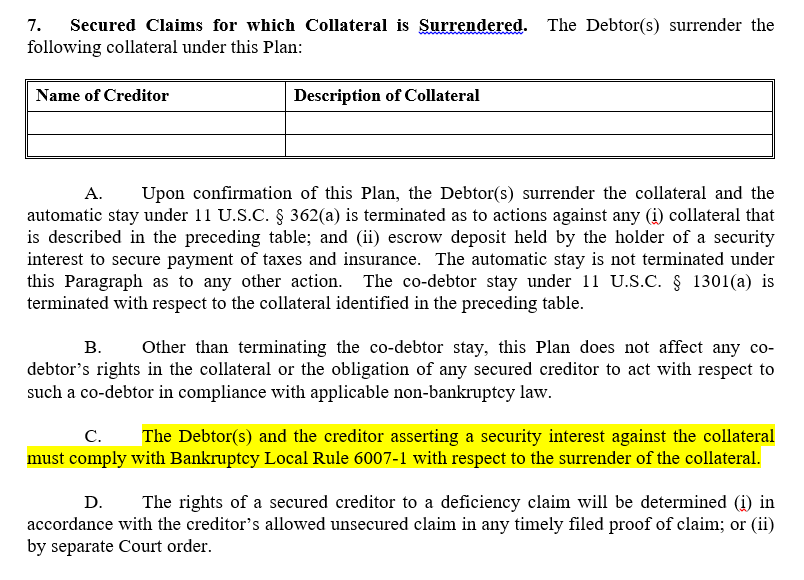 7. Secured Claims for which Collateral is Surrendered. The Debtor(s) surrender the
following collateral under this Plan:
Name of Creditor Description of Collateral
A. Upon confirmation of this Plan, the Debtor(s) surrender the collateral and the
automatic stay under 11 U.S.C. § 362(a) is terminated as to actions against any (i) collateral that
is described in the preceding table; and (ii) escrow deposit held by the holder of a security
interest to secure payment of taxes and insurance. The automatic stay is not terminated under
this Paragraph as to any other action. The co-debtor stay under 11 U.S.C. § 1301(a) is
terminated with respect to the collateral identified in the preceding table.
B. Other than terminating the co-debtor stay, this Plan does not affect any co-
debtor's rights in the collateral or the obligation of any secured creditor to act with respect to
such a co-debtor in compliance with applicable non-bankruptcy law.
C. The Debtor(s) and the creditor asserting a security interest against the collateral
must comply with Bankruptcy Local Rule 6007-1 with respect to the surrender of the collateral.
D. The rights of a secured creditor to a deficiency claim will be determined (i) in
accordance with the creditor's allowed unsecured claim in any timely filed proof of claim; or (ii)
by separate Court order.